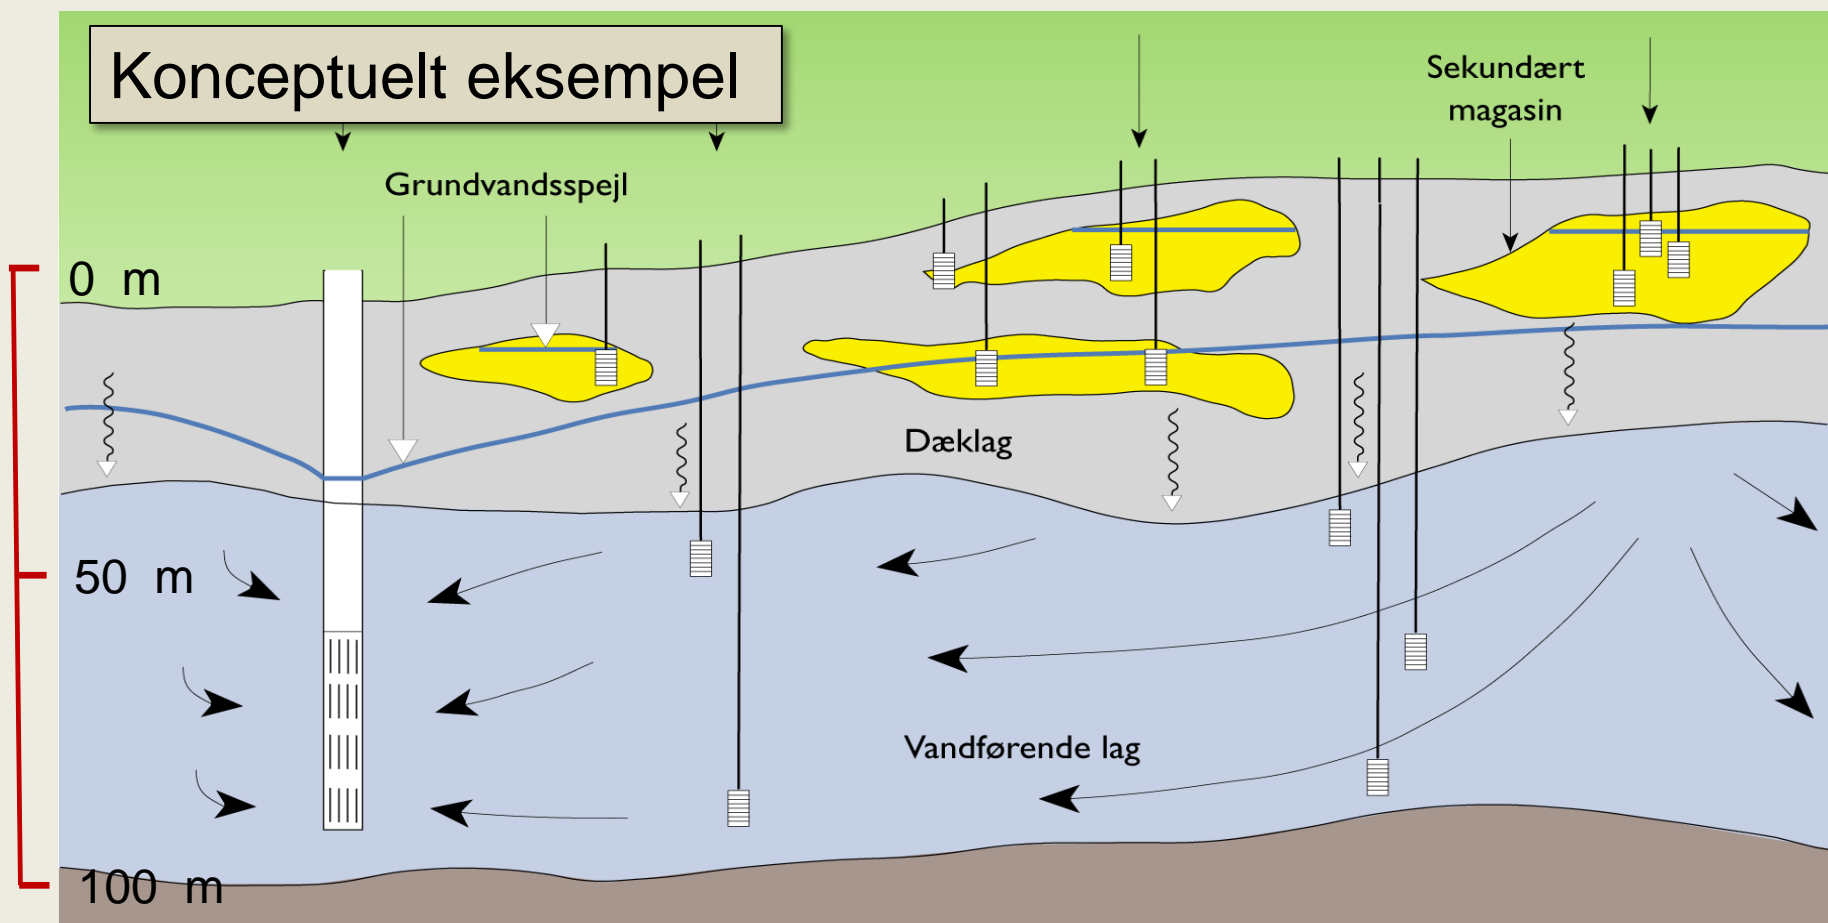 Konceptuelt eksempel
Sekundært
magasin
Grundvandsspejl
0 m
Dæklag
50 m
Vandførende lag
100 m